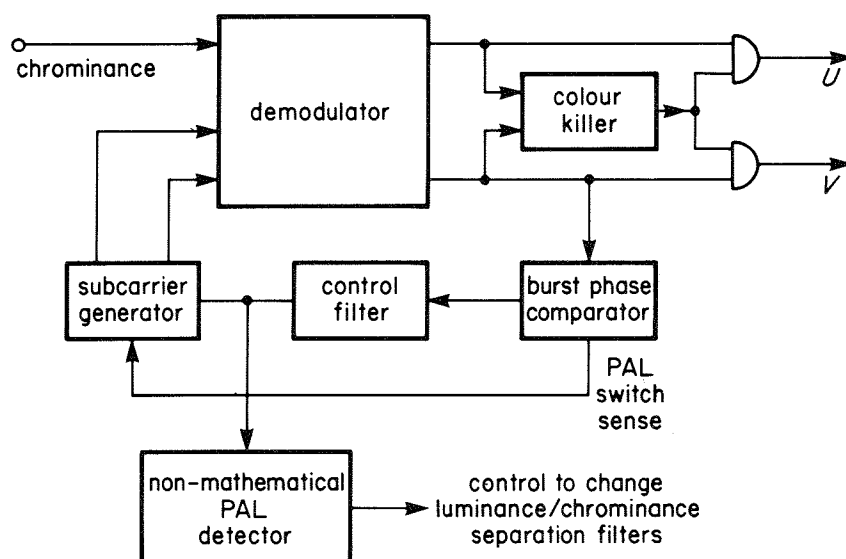 chrominance
demodulator
colour
killer
U
V
subcarrier
generator
control
filter
burst phase
comparator
PAL
switch
sense
non-mathematical
PAL
detector
control to change
luminance/chrominance
separation filters